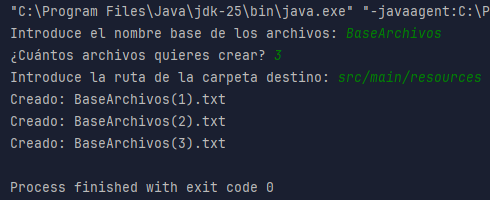 "C:\Program Files\Java\jdk-25\bin\java.exe" "-javaagent:C:\P
Introduce el nombre base de los archivos: BaseArchivos
¿Cuántos archivos quieres crear? 3
Introduce la ruta de la carpeta destino: src/main/resources
Creado: BaseArchivos(1).txt
Creado: BaseArchivos(2).txt
Creado: BaseArchivos(3).txt
Process finished with exit code 0